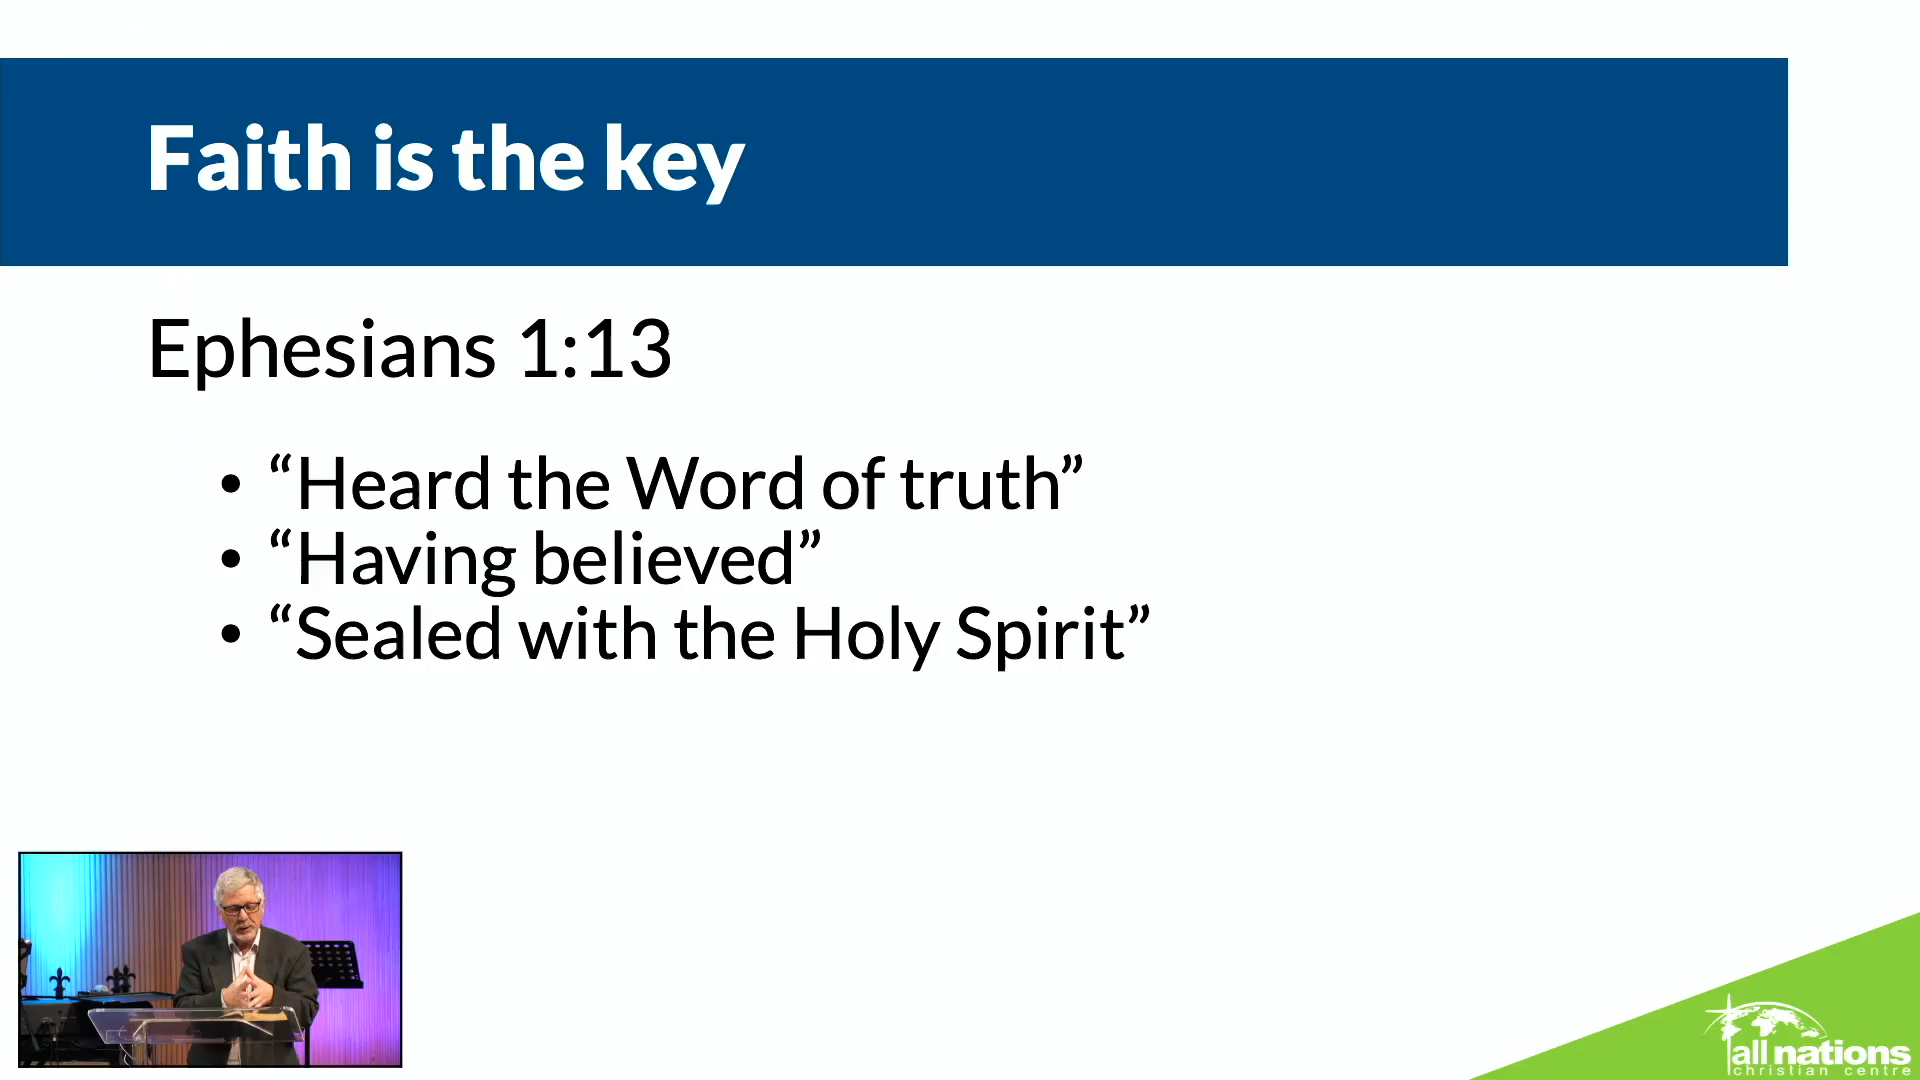 Faith is the key
Ephesians 1:13
• “Heard the Word of truth”
• “Having believed”
• “Sealed with the Holy Spirit”
all nations
christian centre